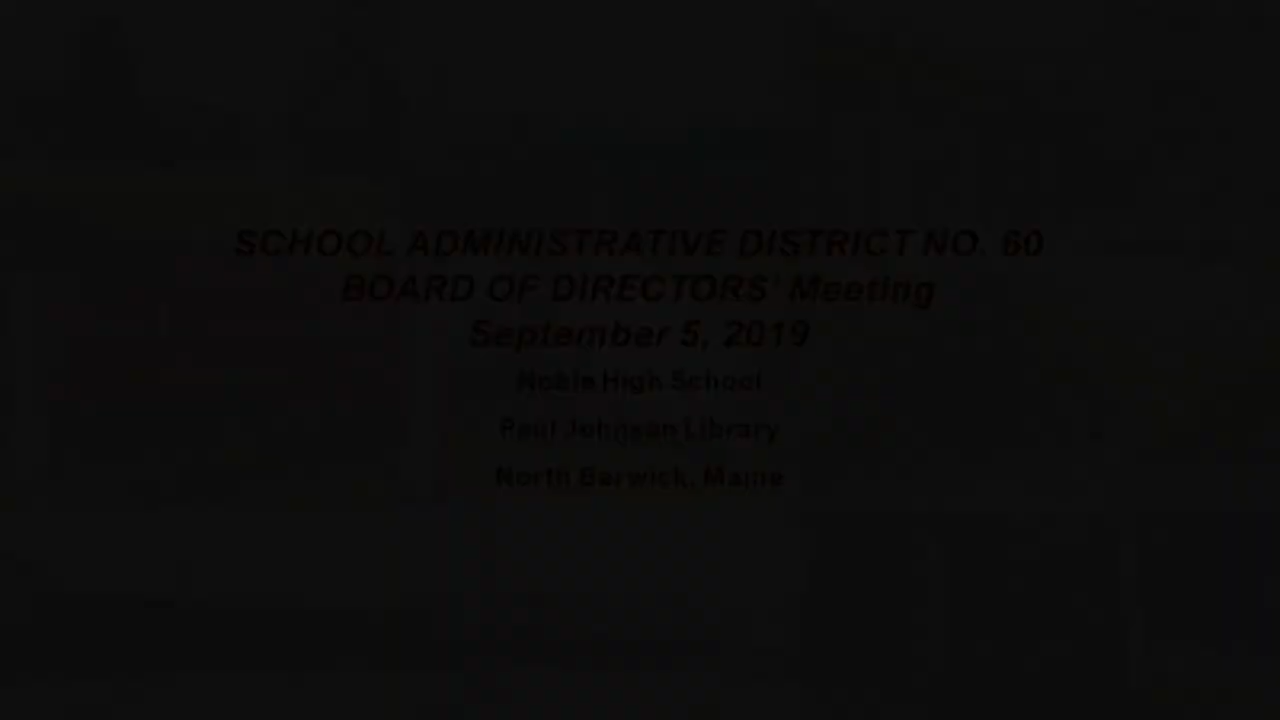 SCHOOL ADMINISTRATIVE DISTRICT NO. 60
BOARD OF DIRECTORS' Meeting
September 5, 2019
Noble High School
Paul Johnson Library
North Berwick, Maine